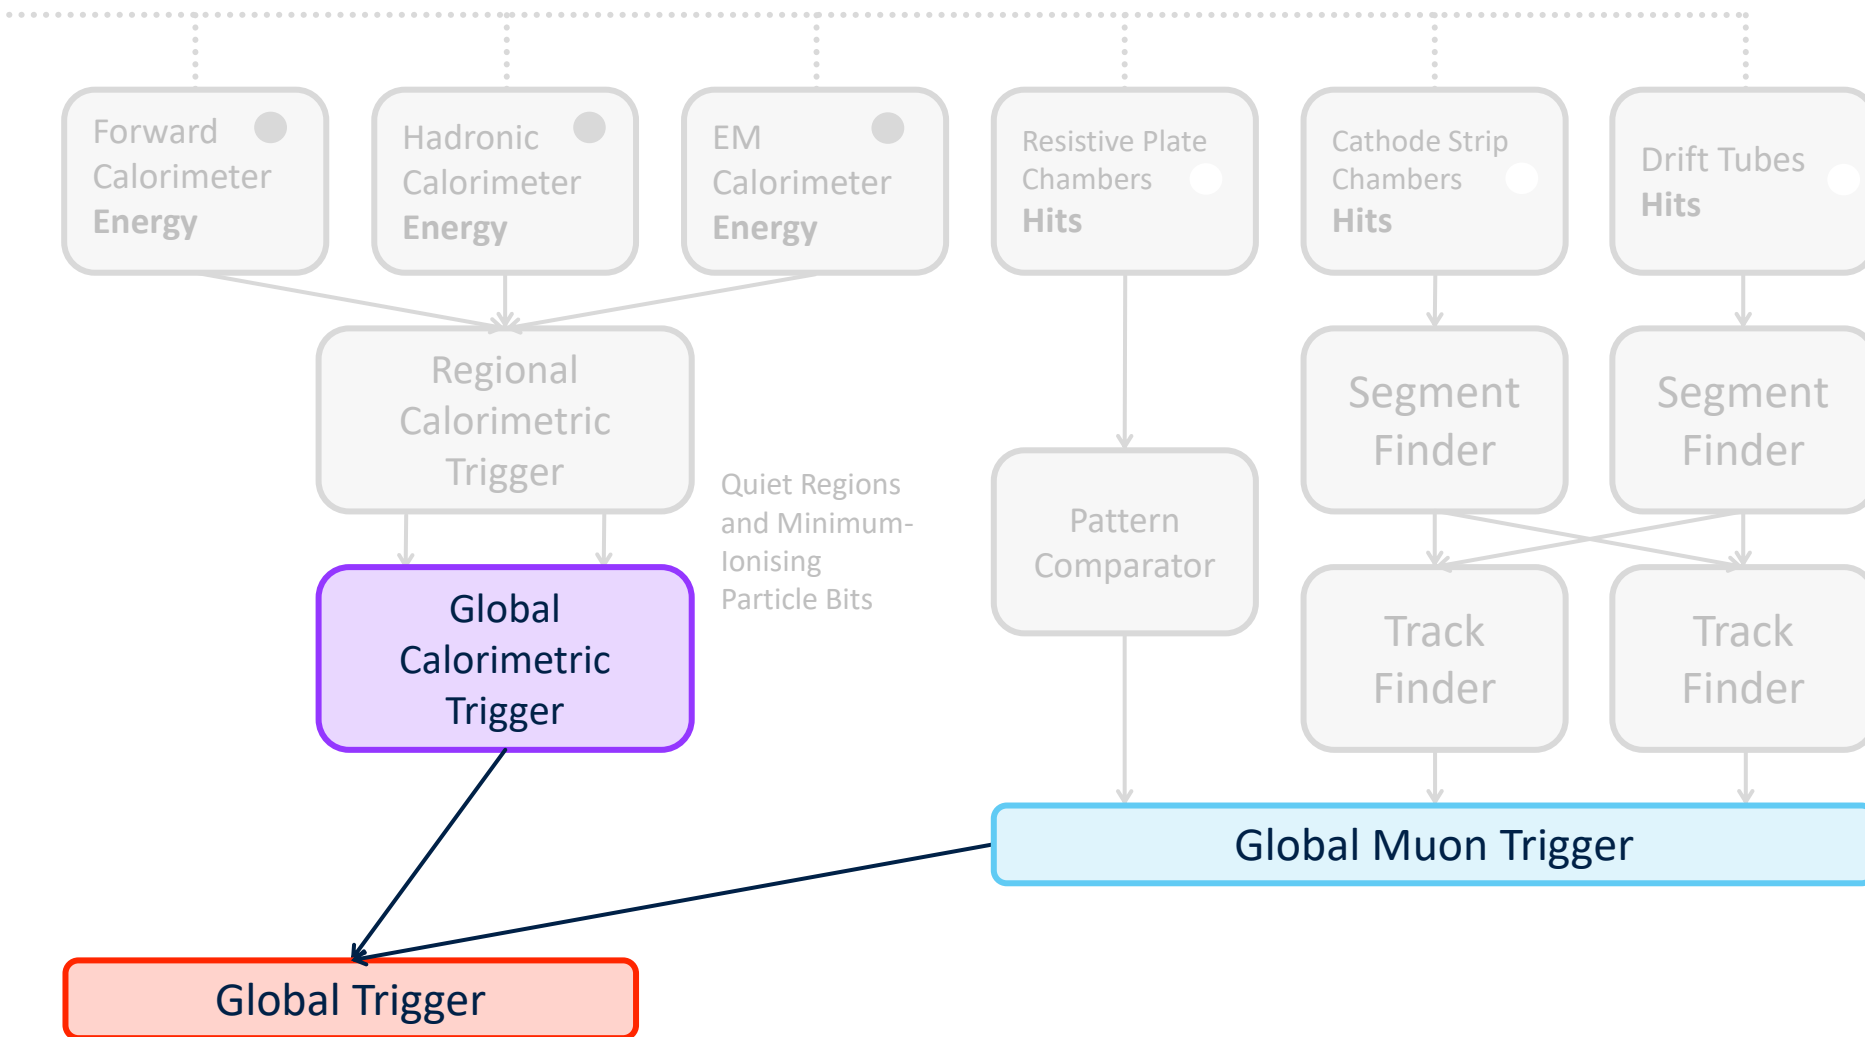 Forward
Calorimeter
Energy
Hadronic
Calorimeter
Energy
EM
Calorimeter
Energy
Resistive Plate
Chambers
Hits
Cathode Strip
Chambers
Hits
Drift Tubes
Hits
Regional
Calorimetric
Trigger
Quiet Regions
and Minimum-
Ionising
Particle Bits
Pattern
Comparator
Segment
Finder
Segment
Finder
Global
Calorimetric
Trigger
Track
Finder
Track
Finder
Global Muon Trigger
Global Trigger